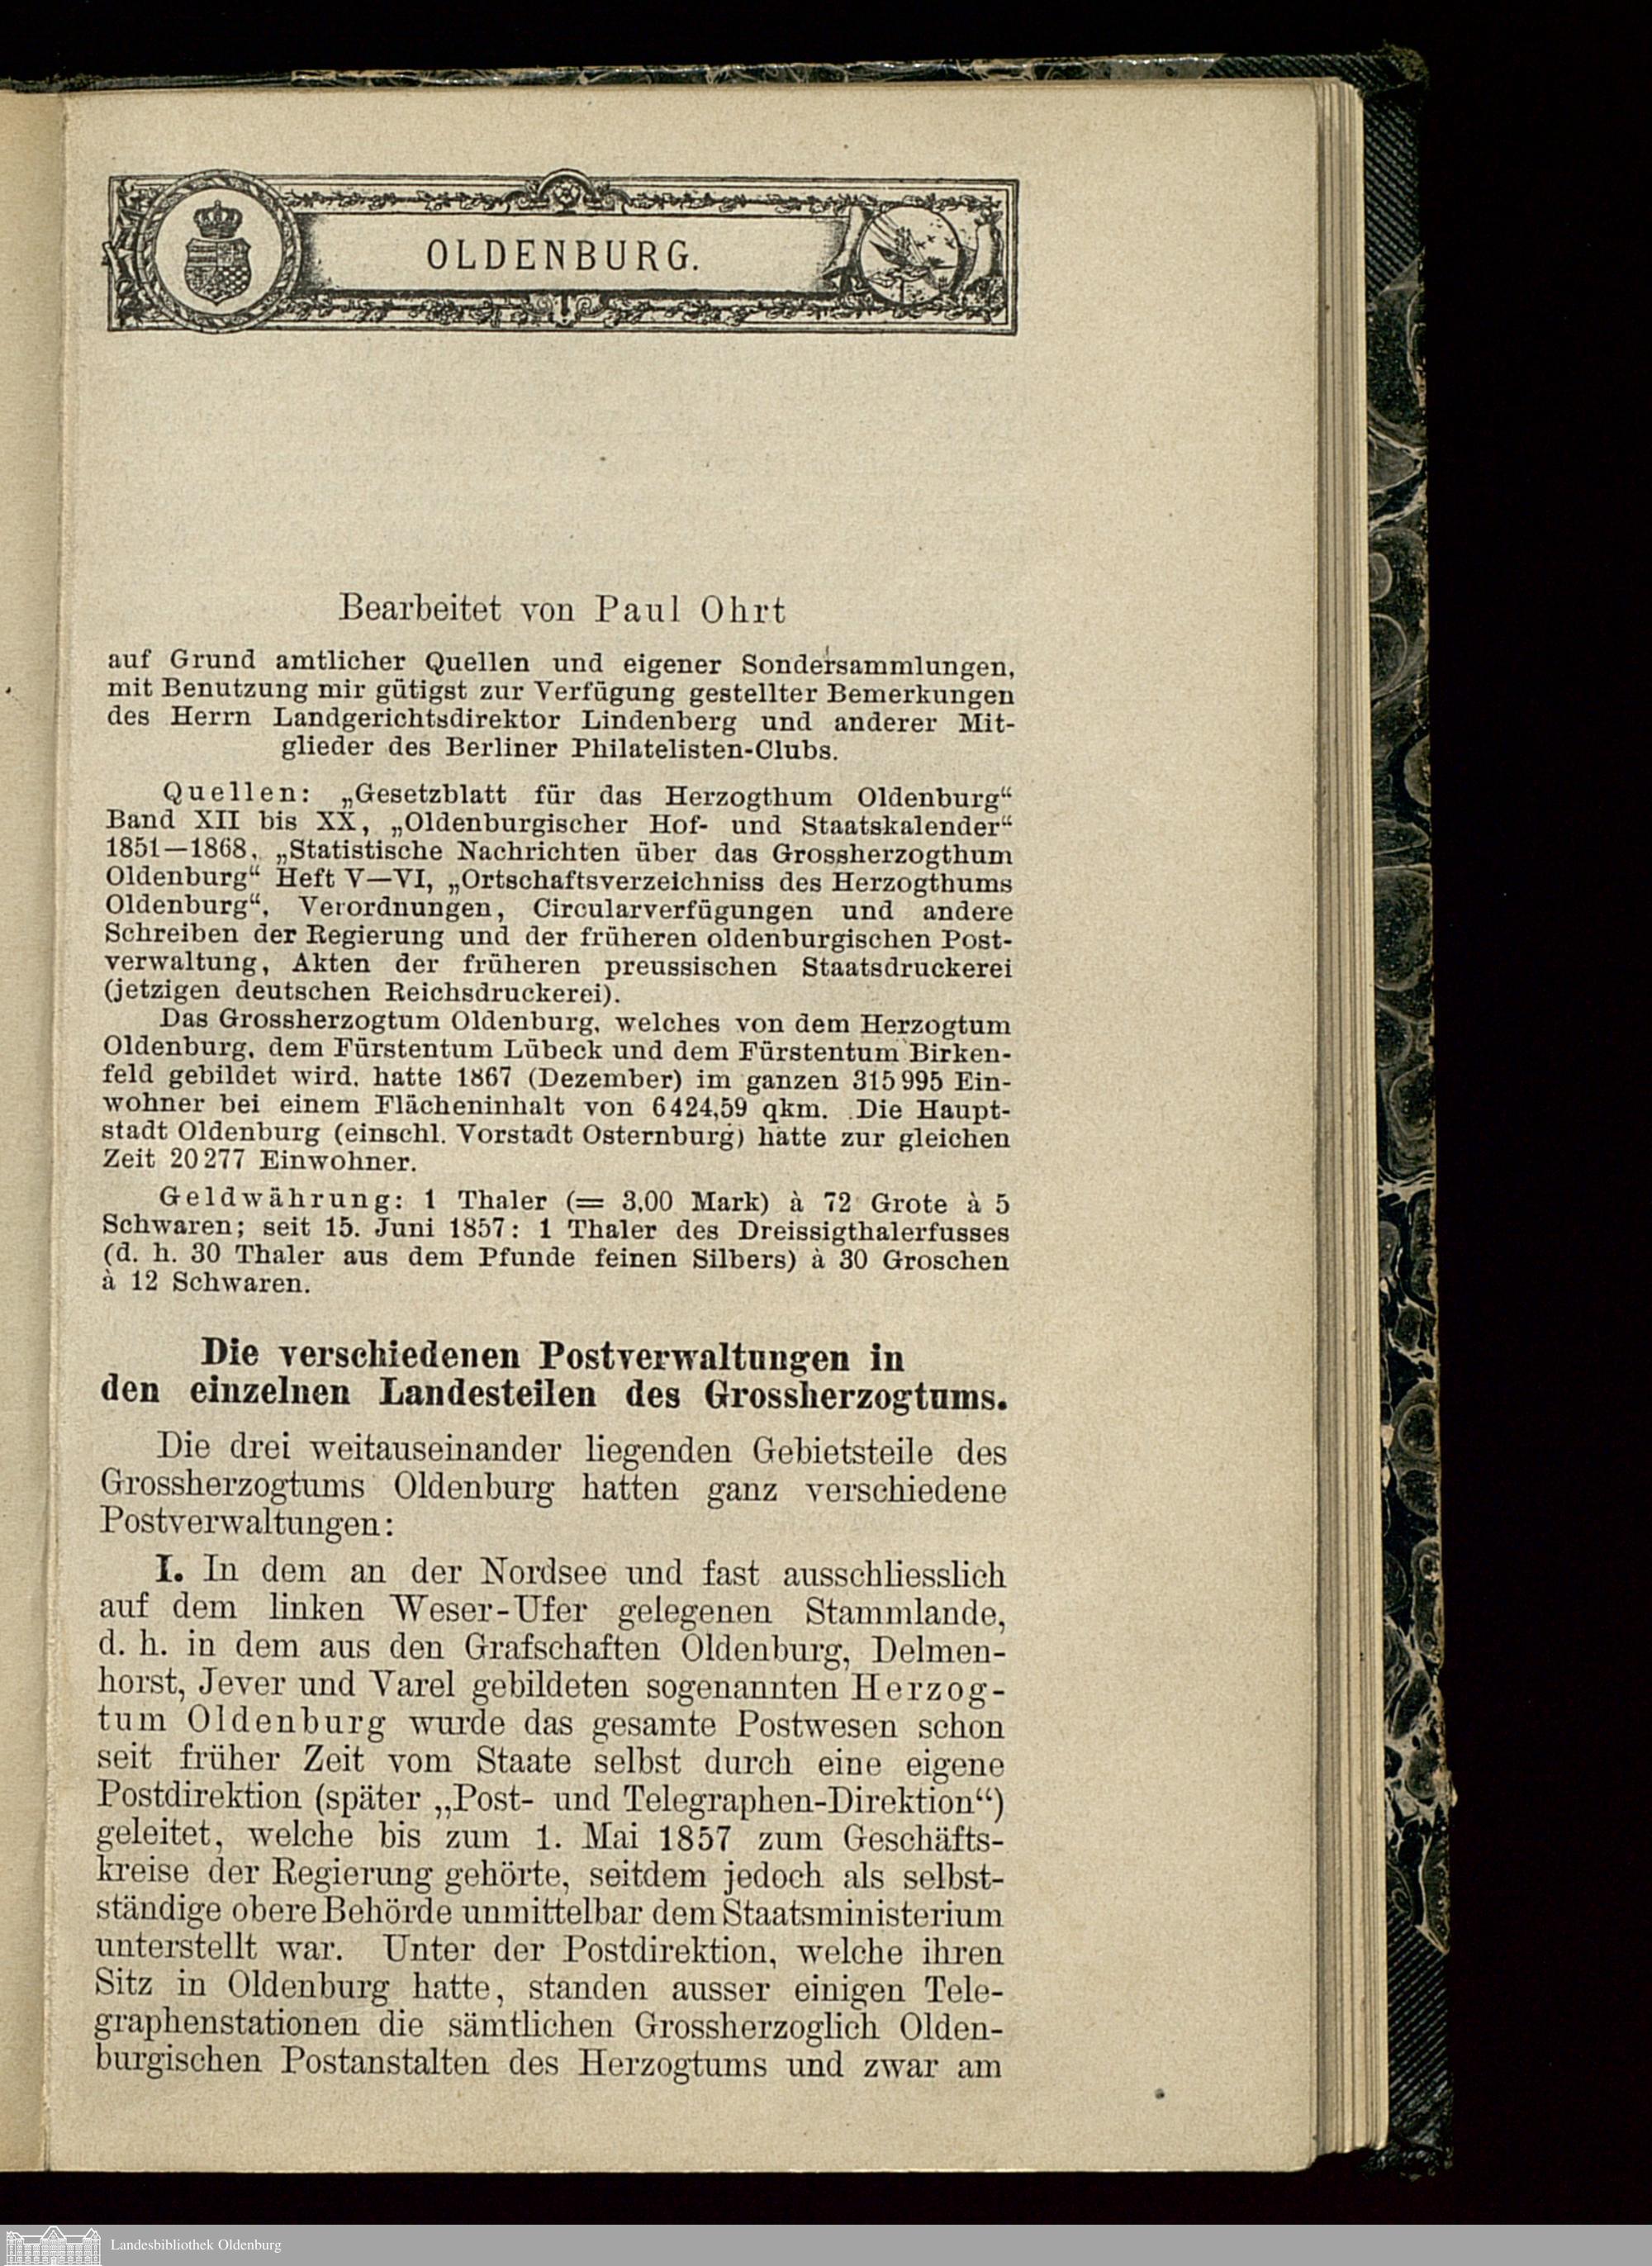 OLDENBURG.
Bearbeitet von Paul Ohrt
auf Grund amtlicher Quellen und eigener Sondersammlungen,
mit Benutzung mir gütigst zur Verfügung gestellter Bemerkungen
des Herrn Landgerichtsdirektor Lindenberg und anderer Mit-
glieder des Berliner Philatelisten-Clubs.
Quellen: „Gesetzblatt für das Herzogthum Oldenburg“
Band XII bis XX, „Oldenburgischer Hof- und Staatskalender“
1851—1868, „Statistische Nachrichten über das Grossherzogthum
Oldenburg“ Heft V—VI, „Ortschaftsverzeichniss des Herzogthums
Oldenburg“, Verordnungen, Circularverfügungen und andere
Schreiben der Regierung und der früheren oldenburgischen Post-
verwaltung, Akten der früheren preussischen Staatsdruckerei
(jetzigen deutschen Reichsdruckerei).
Das Grossherzogtum Oldenburg, welches von dem Herzogtum
Oldenburg, dem Fürstentum Lübeck und dem Fürstentum Birken-
feld gebildet wird, hatte 1867 (Dezember) im ganzen 315 995 Ein-
wohner bei einem Flächeninhalt von 6 424,59 qkm. Die Haupt-
stadt Oldenburg (einschl. Vorstadt Osternburg) hatte zur gleichen
Zeit 20 277 Einwohner.
Geldwährung: 1 Thaler (= 3,00 Mark) à 72 Grote à 5
Schwaren; seit 15. Juni 1857: 1 Thaler des Dreissigthalerfusses
(d. h. 30 Thaler aus dem Pfunde feinen Silbers) à 30 Groschen
à 12 Schwaren.
Die verschiedenen Postverwaltungen in
den einzelnen Landesteilen des Grossherzogtums.
Die drei weitauseinander liegenden Gebietsteile des
Grossherzogtums Oldenburg hatten ganz verschiedene
Postverwaltungen:
I. In dem an der Nordsee und fast ausschliesslich
auf dem linken Weser-Ufer gelegenen Stammlande,
d. h. in dem aus den Grafschaften Oldenburg, Delmen-
horst, Jever und Varel gebildeten sogenannten Herzog-
tum Oldenburg wurde das gesamte Postwesen schon
seit früher Zeit vom Staate selbst durch eine eigene
Postdirektion (später „Post- und Telegraphen-Direktion“)
geleitet, welche bis zum 1. Mai 1857 zum Geschäfts-
kreise der Regierung gehörte, seitdem jedoch als selbst-
ständige obere Behörde unmittelbar dem Staatsministerium
unterstellt war. Unter der Postdirektion, welche ihren
Sitz in Oldenburg hatte, standen ausser einigen Tele-
graphenstationen die sämtlichen Grossherzoglich Olden-
burgischen Postanstalten des Herzogtums und zwar am
Landesbibliothek Oldenburg